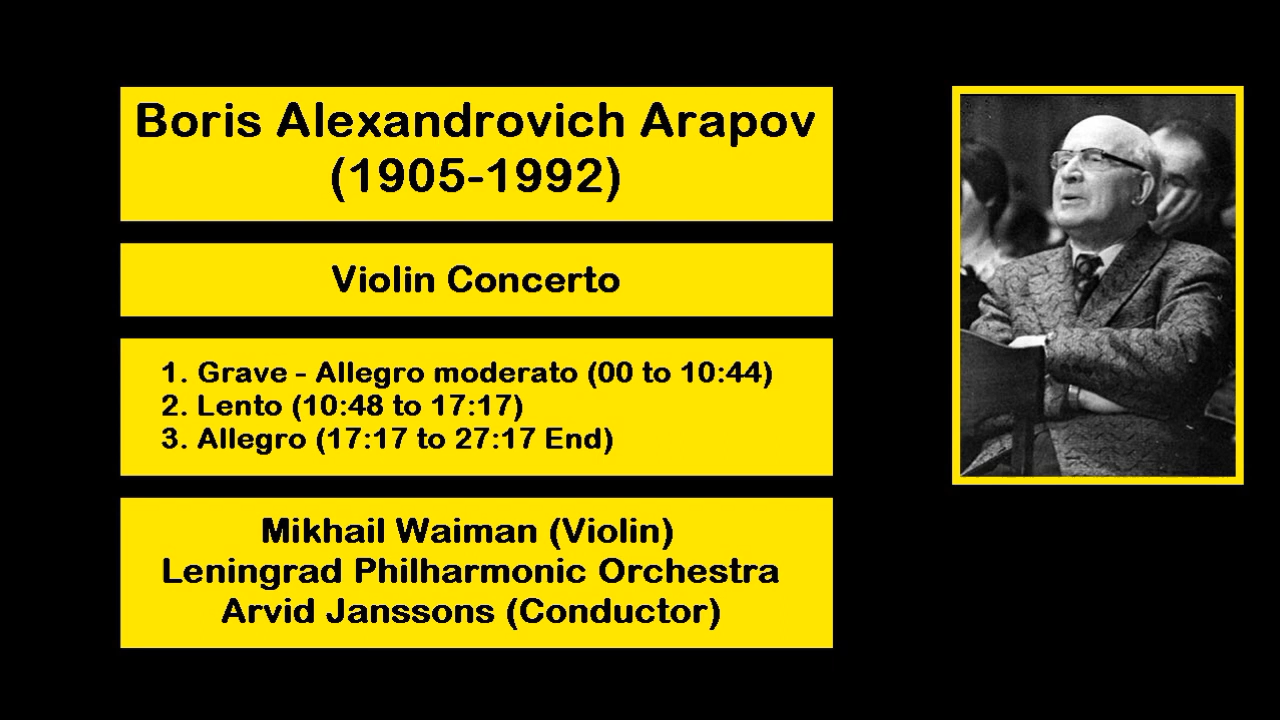 Boris Alexandrovich Arapov
(1905-1992)
Violin Concerto
1. Grave - Allegro moderato (00 to 10:44)
2. Lento (10:48 to 17:17)
3. Allegro (17:17 to 27:17 End)
Mikhail Waiman (Violin)
Leningrad Philharmonic Orchestra
Arvid Janssons (Conductor)